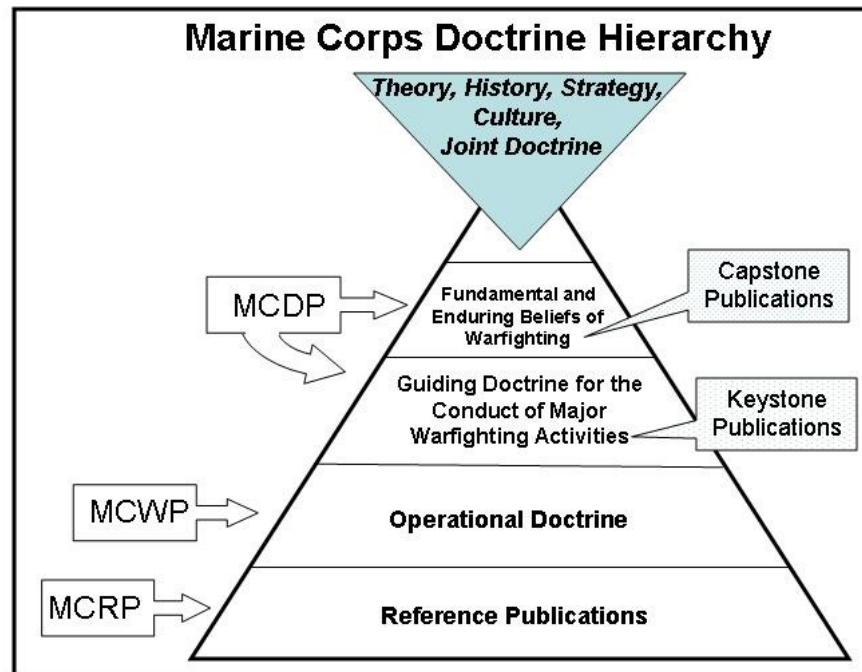 Marine Corps Doctrine Hierarchy
Theory, History, Strategy,
Culture,
Joint Doctrine
MCDP
Fundamental and
Enduring Beliefs of
Warfighting
Capstone
Publications
Guiding Doctrine for the
Conduct of Major
Warfighting Activities
Keystone
Publications
MCWP
Operational Doctrine
MCRP
Reference Publications